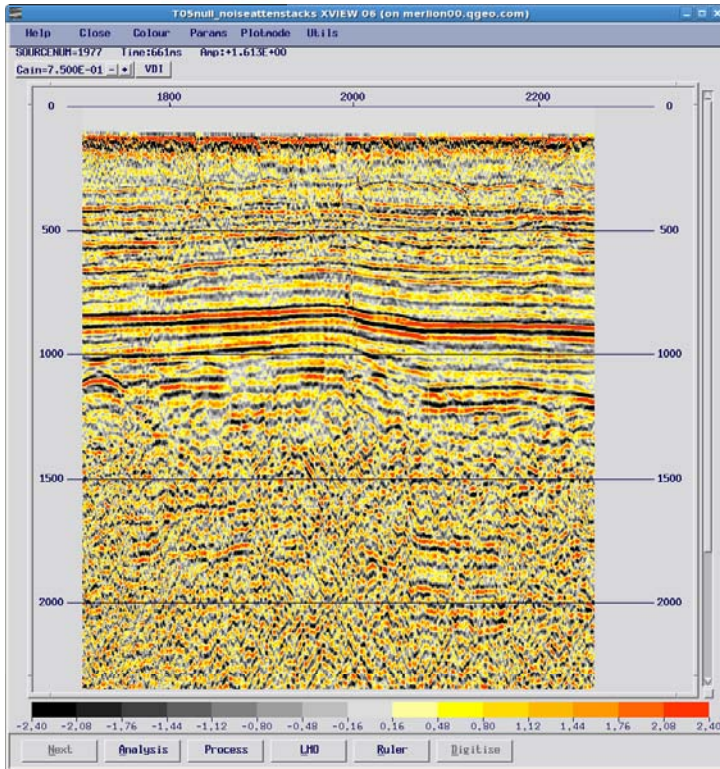 T05null_noiseattenstacks XVIEW 06 (on merlion00.qgeo.com)
Help Close Colour Params Plotmode Utils
SOURCENUM=1977 Time:661ms Amp:+1.613E+00
Gain=7.500E-01 - + VDI
1800 2000 2200
0 0
500 500
1000 1000
1500 1500
2000 2000
-2,40 -2,08 -1,76 -1,44 -1,12 -0,80 -0,48 -0,16 0,16 0,48 0,80 1,12 1,44 1,76 2,08 2,40
Next Analysis Process LMO Ruler Digitise